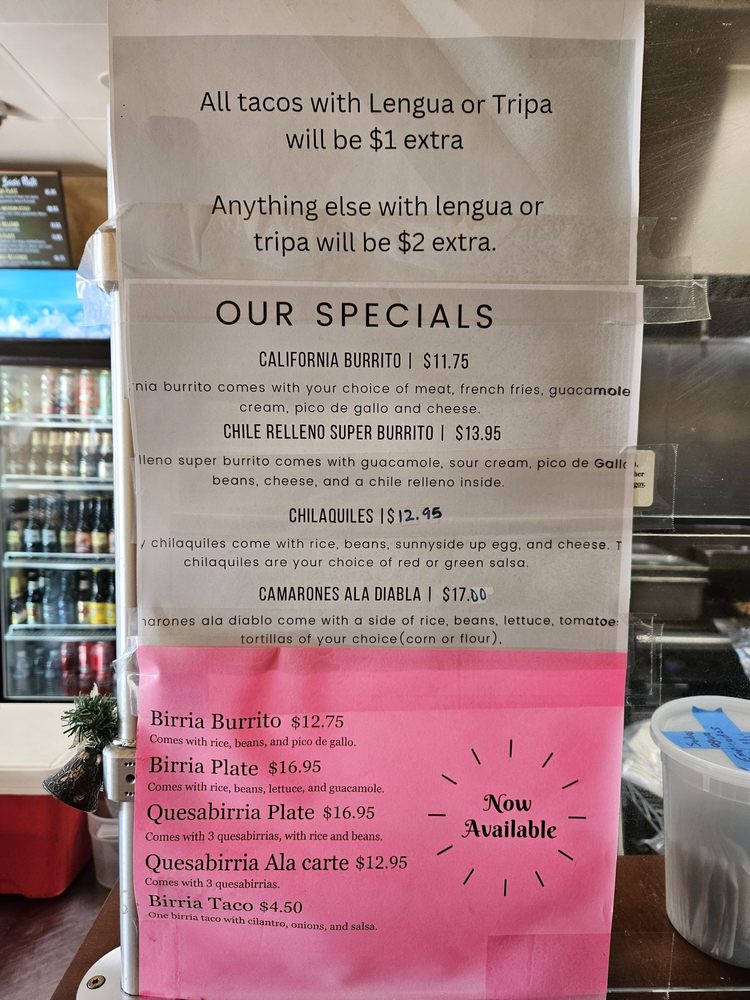 All tacos with Lengua or Tripa
will be $1 extra
Anything else with lengua or
tripa will be $2 extra.
OUR SPECIALS
CALIFORNIA BURRITO | $11.75
burrito comes with your choice of meat, french fries, guacamole
cream, pico de gallo and cheese.
CHILE RELLENO SUPER BURRITO | $13.95
super burrito comes with guacamole, sour cream, pico de Gallo
beans, cheese, and a chile relleno inside.
CHILAQUILES |$12.95
chilaquiles come with rice, beans, sunnyside up egg, and cheese. T
chilaquiles are your choice of red or green salsa.
CAMARONES ALA DIABLA | $17.00
ala diablo come with a side of rice, beans, lettuce, tomatoes
tortillas of your choice(corn or flour),
Birria Burrito $12.75
Comes with rice, beans, and pico de gallo.
Birria Plate $16.95
Comes with rice, beans, lettuce, and guacamole.
Quesabirria Plate $16.95
Comes with 3 quesabirrias, with rice and beans.
Quesabirria Ala carte $12.95
Comes with 3 quesabirrias.
Birria Taco $4.50
One birria taco with cilantro, onions, and salsa.
Now
Available